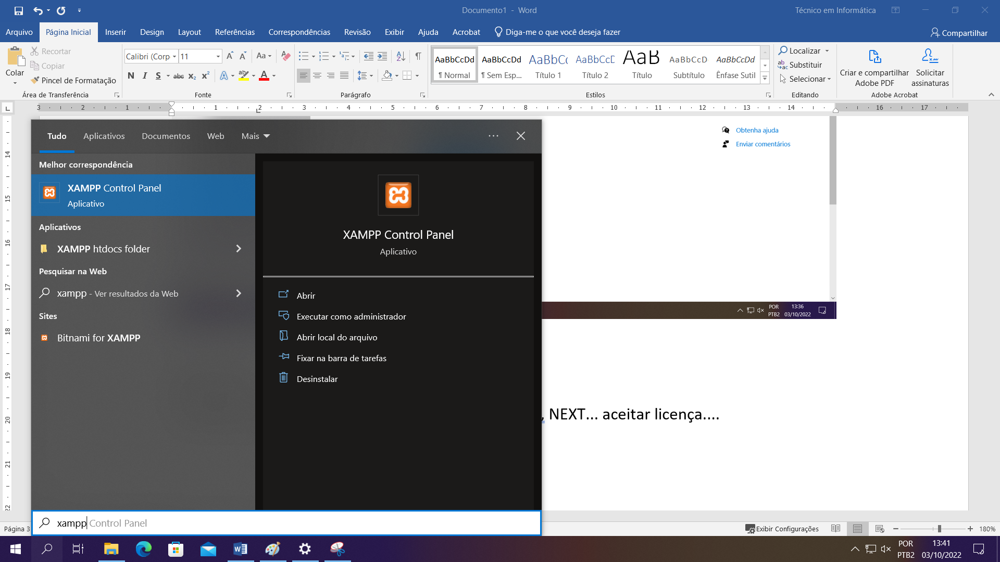 Documento1 - Word
Técnico em Informática
Arquivo Página Inicial Inserir Design Layout Referências Correspondências Revisão Exibir Ajuda Acrobat Diga-me o que você deseja fazer Compartilhar
Colar
Recortar
Copiar
Pincel de Formatação
Área de Transferência
Calibri (Corp 11
Aa
N I S abc x₂ x² A ab A
Fonte
Parágrafo
AaBbCcDd AaBbCcDd AaBbC( AaBbCcD AaB AaBbCcD AaBbCcDd
¶ Normal ¶ Sem Esp... Título 1 Título 2 Título Subtítulo Ênfase Sutil
Estilos
Localizar
Substituir
Selecionar
Editando
Criar e compartilhar
Adobe PDF
Solicitar
assinaturas
Adobe Acrobat
3 2 1 1 2 3 4 5 6 7 8 9 10 11 12 13 14 16 17
14
15
16
17
18
19
20
21
22
Obtenha ajuda
Enviar comentários
Tudo Aplicativos Documentos Web Mais
Melhor correspondência
XAMPP Control Panel
Aplicativo
Aplicativos
XAMPP htdocs folder
Pesquisar na Web
xampp - Ver resultados da Web
Sites
Bitnami for XAMPP
XAMPP Control Panel
Aplicativo
Abrir
Executar como administrador
Abrir local do arquivo
Fixar na barra de tarefas
Desinstalar
POR
PTB2
13:36
03/10/2022
, NEXT... aceitar licença....
xampp Control Panel
Página 3
Exibir Configurações
180%
POR
PTB2
13:41
03/10/2022